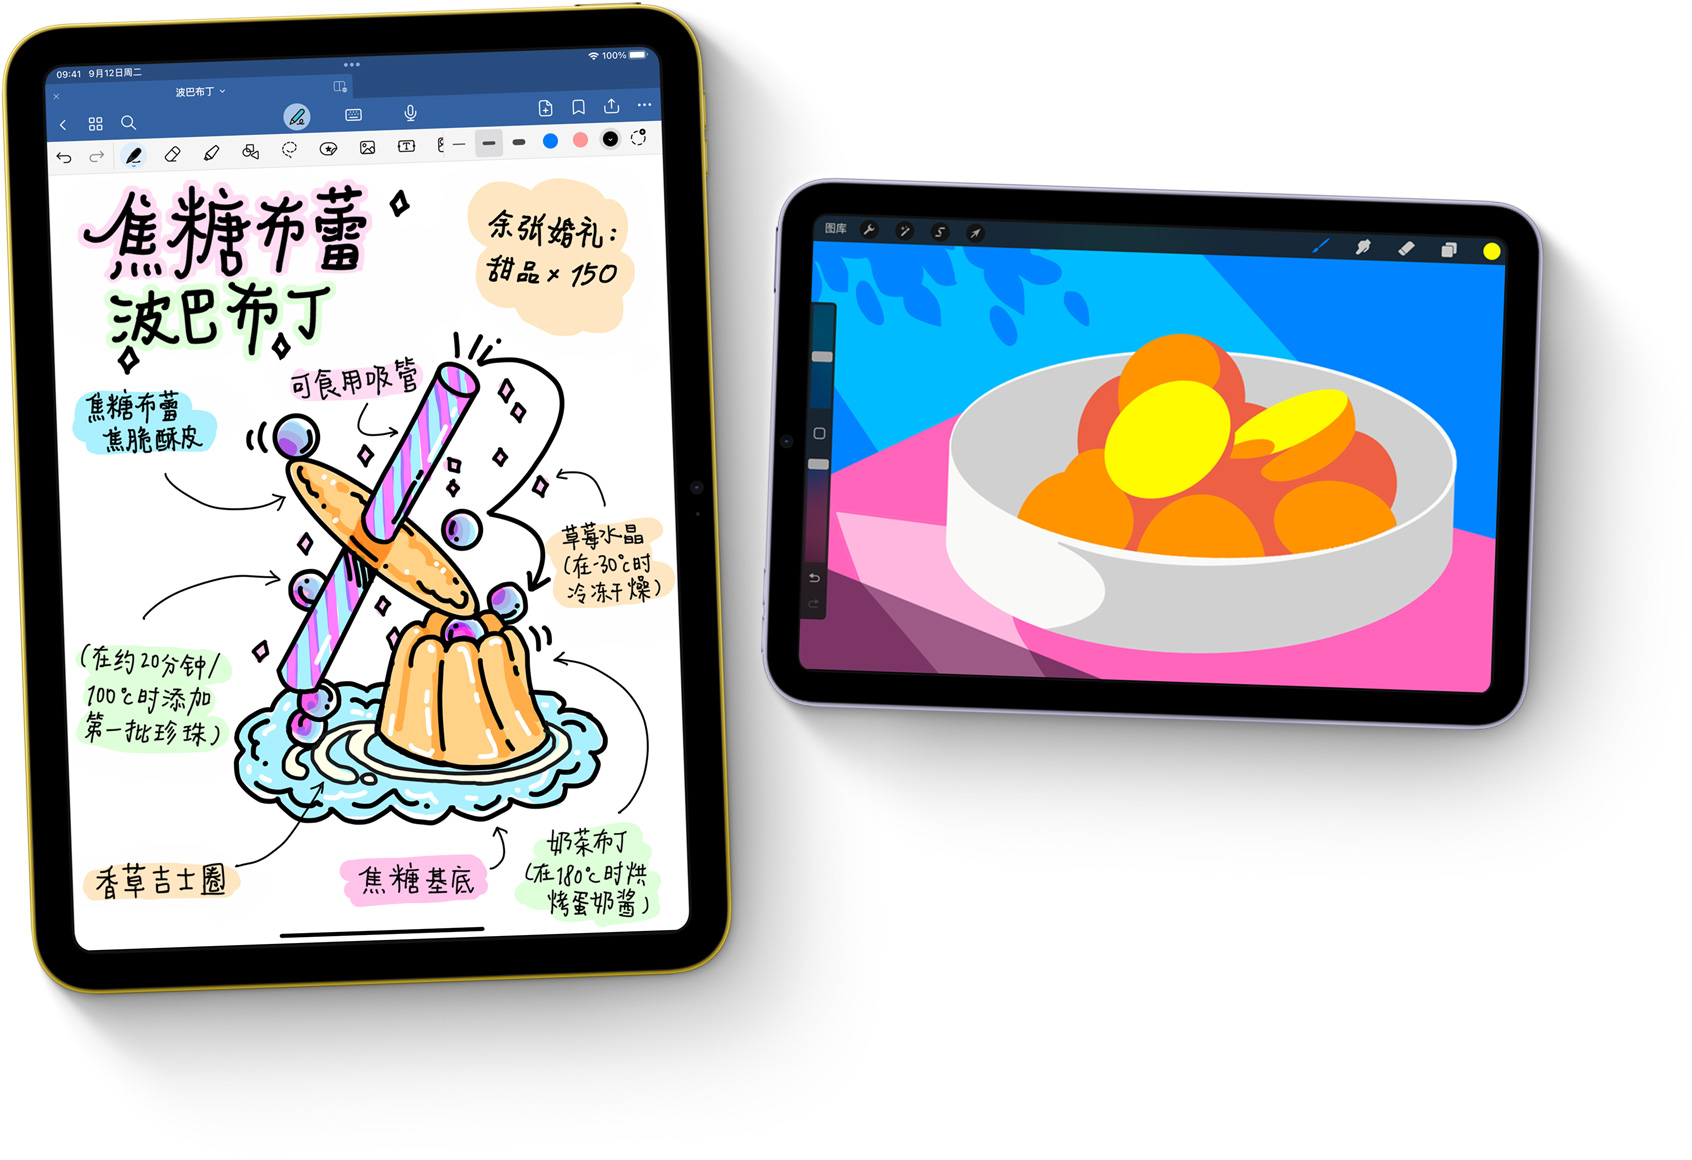 09:41 9月12日周二
100%
波巴布丁
焦糖布蕾
波巴布丁
余张婚礼:
甜品×150
可食用吸管
焦糖布蕾
焦脆酥皮
草莓水晶
(在-30℃时
冷冻干燥)
(在约20分钟/
100℃时添加
第一批珍珠)
香草吉士圈
焦糖基底
奶茶布丁
(在180℃时烘
烤蛋奶酱)
图库